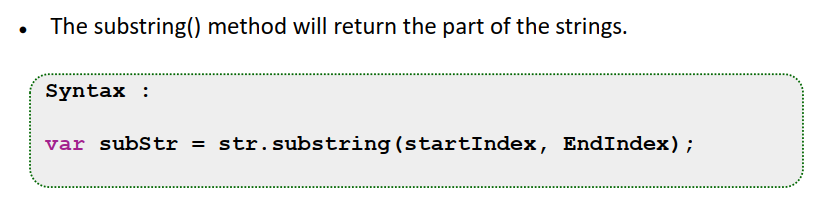 • The substring() method will return the part of the strings.
Syntax :
var subStr = str.substring(startIndex, EndIndex);